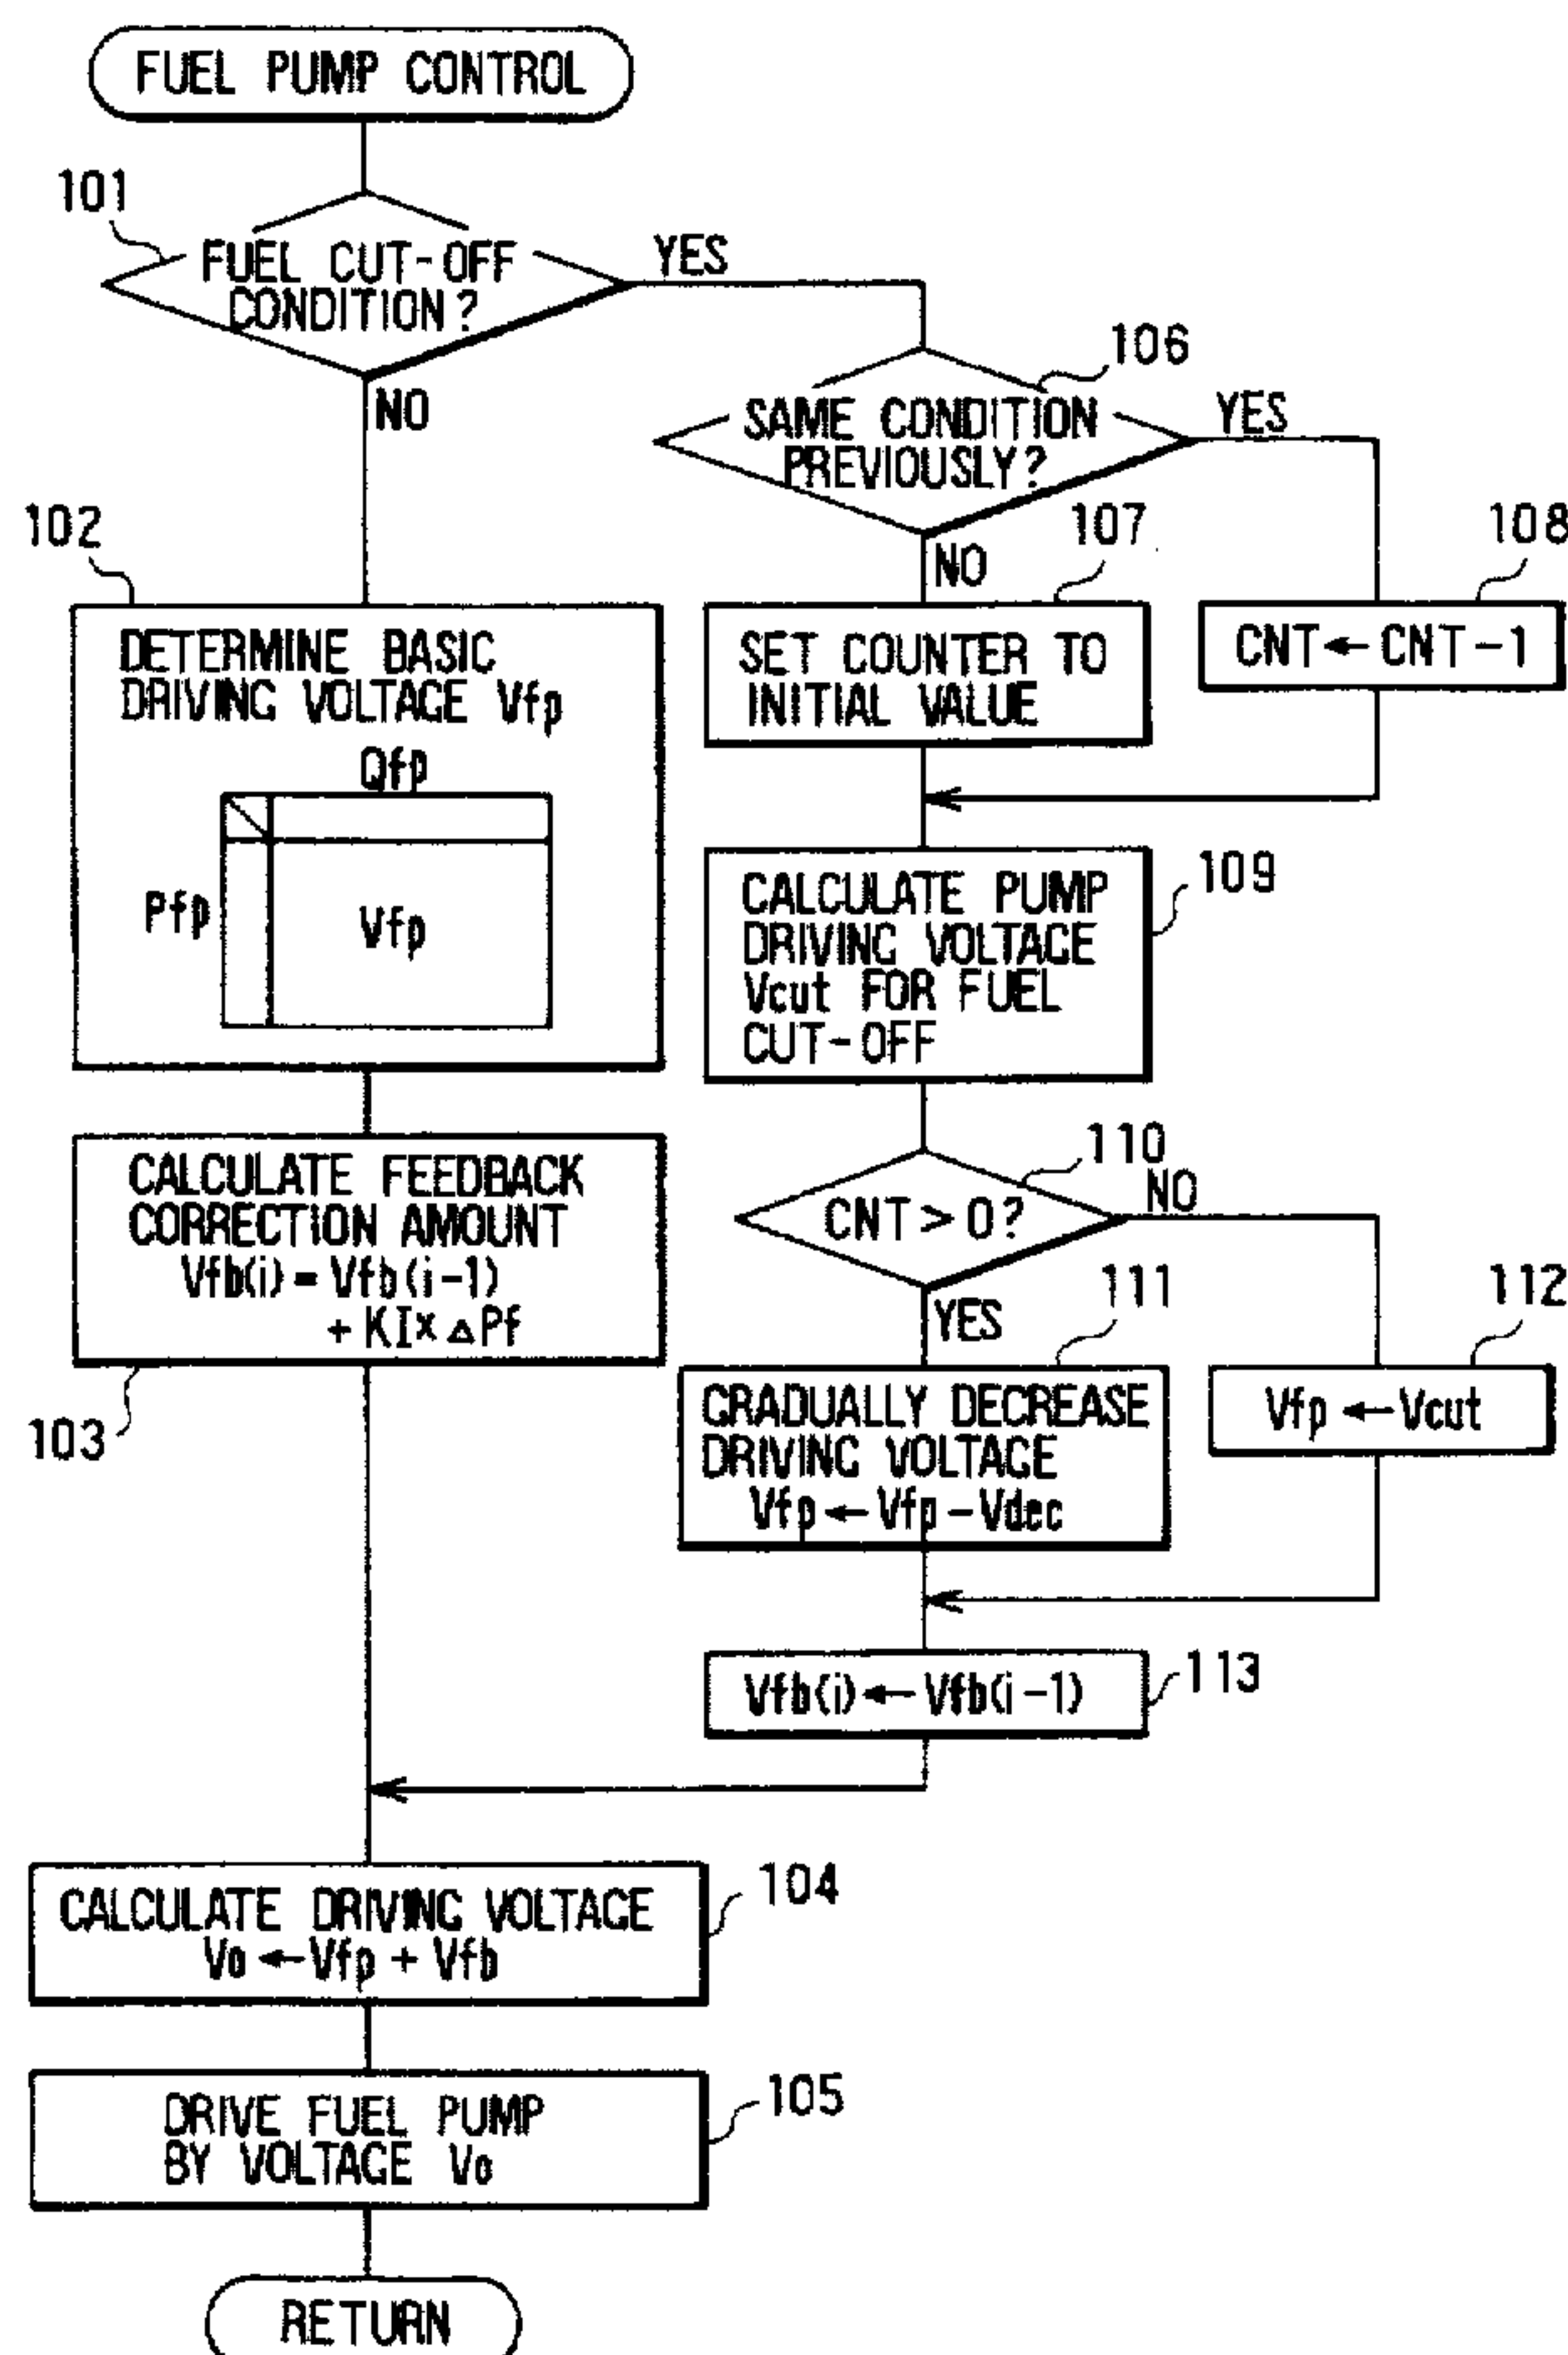 FUEL PUMP CONTROL
101
FUEL CUT-OFF
CONDITION?
YES
NO
106
SAME CONDITION
PREVIOUSLY?
YES
NO
102
DETERMINE BASIC
DRIVING VOLTAGE Vfp
Qfp
Pfp
Vfp
107
SET COUNTER TO
INITIAL VALUE
108
CNT ← CNT - 1
109
CALCULATE PUMP
DRIVING VOLTAGE
Vcut FOR FUEL
CUT-OFF
CALCULATE FEEDBACK
CORRECTION AMOUNT
Vfb(i) = Vfb(i-1)
+ KI × △Pf
103
110
CNT > 0?
NO
YES
111
GRADUALLY DECREASE
DRIVING VOLTAGE
Vfp ← Vfp - Vdec
112
Vfp ← Vcut
113
Vfb(i) ← Vfb(i-1)
104
CALCULATE DRIVING VOLTAGE
Vo ← Vfp + Vfb
105
DRIVE FUEL PUMP
BY VOLTAGE Vo
RETURN